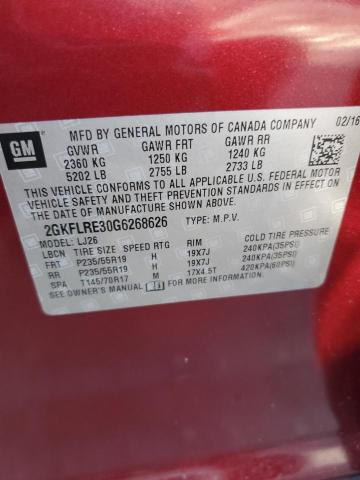 GM
MFD BY GENERAL MOTORS OF CANADA COMPANY 02/16
GVWR GAWR FRT GAWR RR
2360 KG 1250 KG 1240 KG
5202 LB 2755 LB 2733 LB
THIS VEHICLE CONFORMS TO ALL APPLICABLE U.S. FEDERAL MOTOR
VEHICLE SAFETY AND THEFT PREVENTION STANDARDS IN EFFECT
ON THE DATE OF MANUFACTURE SHOWN ABOVE.
2GKFLRE30G6268626 TYPE: M.P.V.
MODEL: LJ26
LBCN TIRE SIZE SPEED RTG RIM COLD TIRE PRESSURE
FRT P235/55R19 H 19X7J 240KPA(35PSI)
RR P235/55R19 H 19X7J 240KPA(35PSI)
SPA T145/70R17 M 17X4.5T 420KPA(60PSI)
SEE OWNER'S MANUAL FOR MORE INFORMATION.